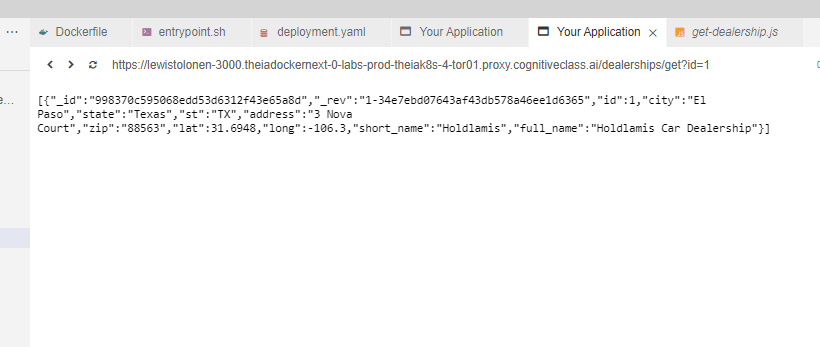 ... Dockerfile entrypoint.sh deployment.yaml Your Application Your Application × get-dealership.js
https://lewistolonen-3000.theiadockernext-0-labs-prod-theiak8s-4-tor01.proxy.cognitiveclass.ai/dealerships/get?id=1
e...
[{"_id":"998370c595068edd53d6312f43e65a8d","_rev":"1-34e7ebd07643af43db578a46ee1d6365","id":1,"city":"El
Paso","state":"Texas","st":"TX","address":"3 Nova
Court","zip":"88563","lat":31.6948,"long":-106.3,"short_name":"Holdlamis","full_name":"Holdlamis Car Dealership"}]